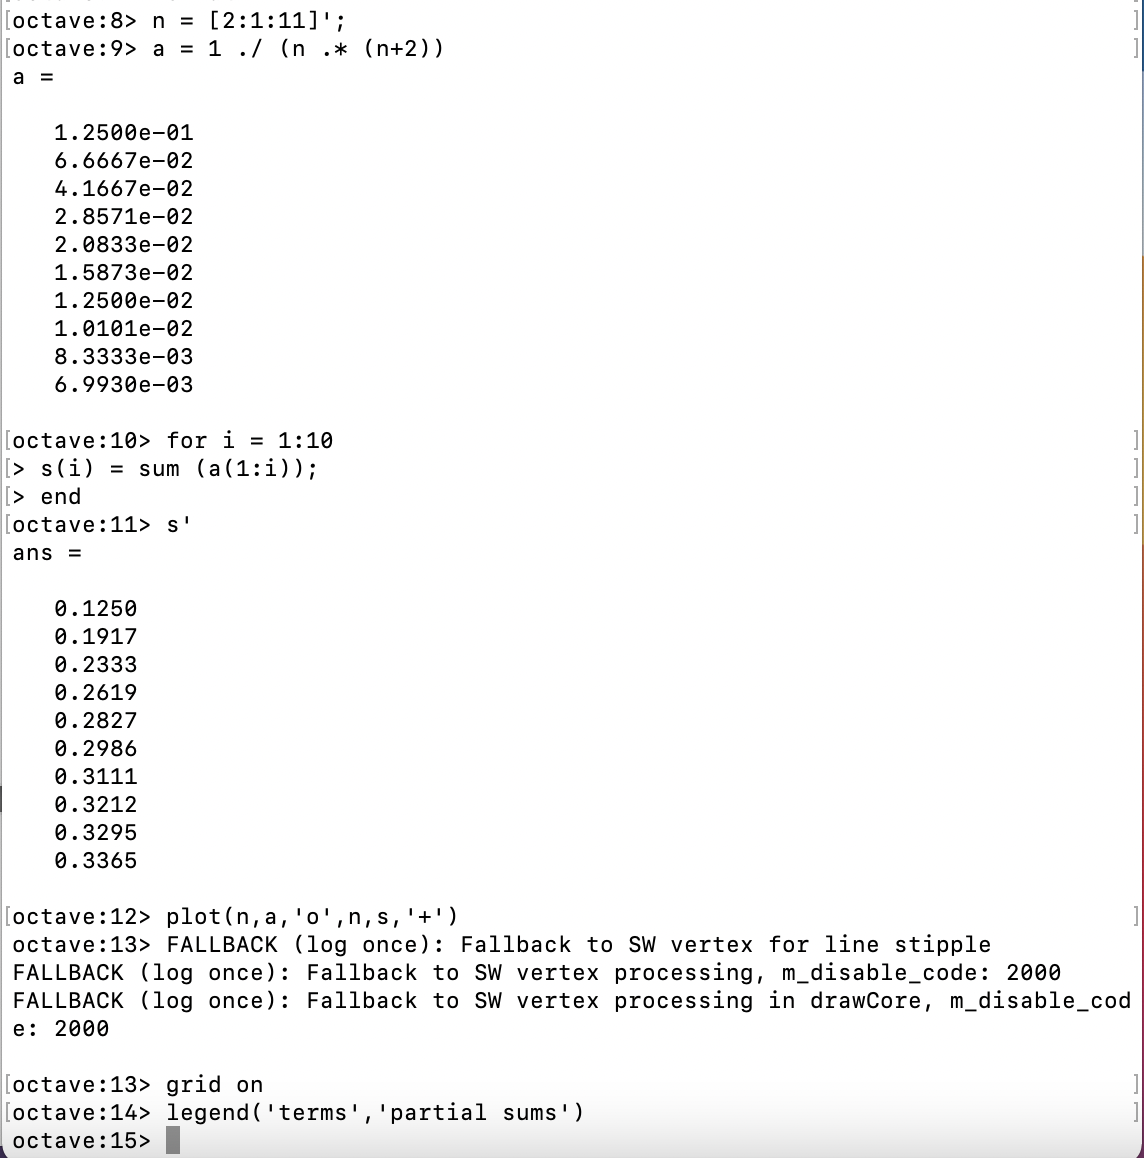 [octave:8> n = [2:1:11]'; ]
[octave:9> a = 1 ./ (n .* (n+2)) ]
a =
1.2500e-01
6.6667e-02
4.1667e-02
2.8571e-02
2.0833e-02
1.5873e-02
1.2500e-02
1.0101e-02
8.3333e-03
6.9930e-03
[octave:10> for i = 1:10 ]
[> s(i) = sum (a(1:i)); ]
[> end ]
[octave:11> s' ]
ans =
0.1250
0.1917
0.2333
0.2619
0.2827
0.2986
0.3111
0.3212
0.3295
0.3365
[octave:12> plot(n,a,'o',n,s,'+') ]
octave:13> FALLBACK (log once): Fallback to SW vertex for line stipple
FALLBACK (log once): Fallback to SW vertex processing, m_disable_code: 2000
FALLBACK (log once): Fallback to SW vertex processing in drawCore, m_disable_cod
e: 2000
[octave:13> grid on ]
[octave:14> legend('terms','partial sums') ]
octave:15>